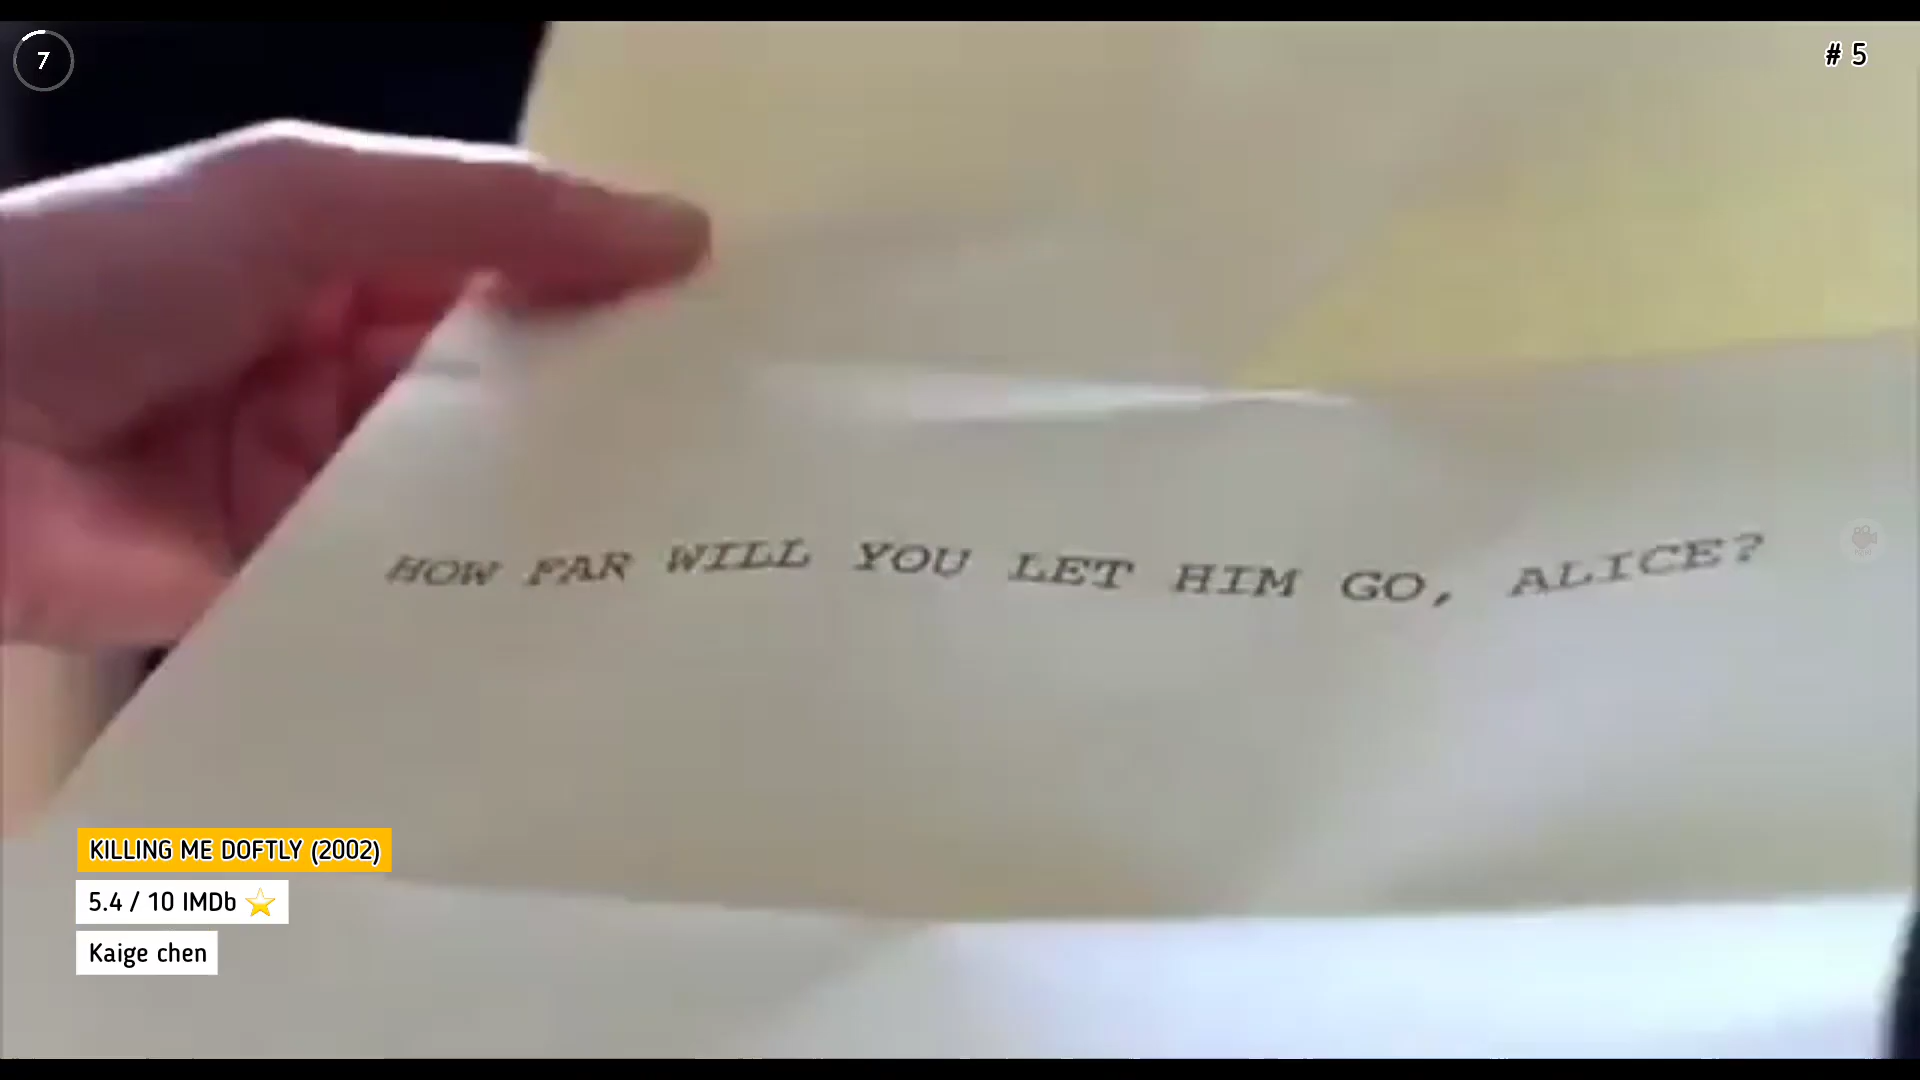 7
# 5
HOW FAR WILL YOU LET HIM GO, ALICE?
KILLING ME DOFTLY (2002)
5.4 / 10 IMDb
Kaige chen